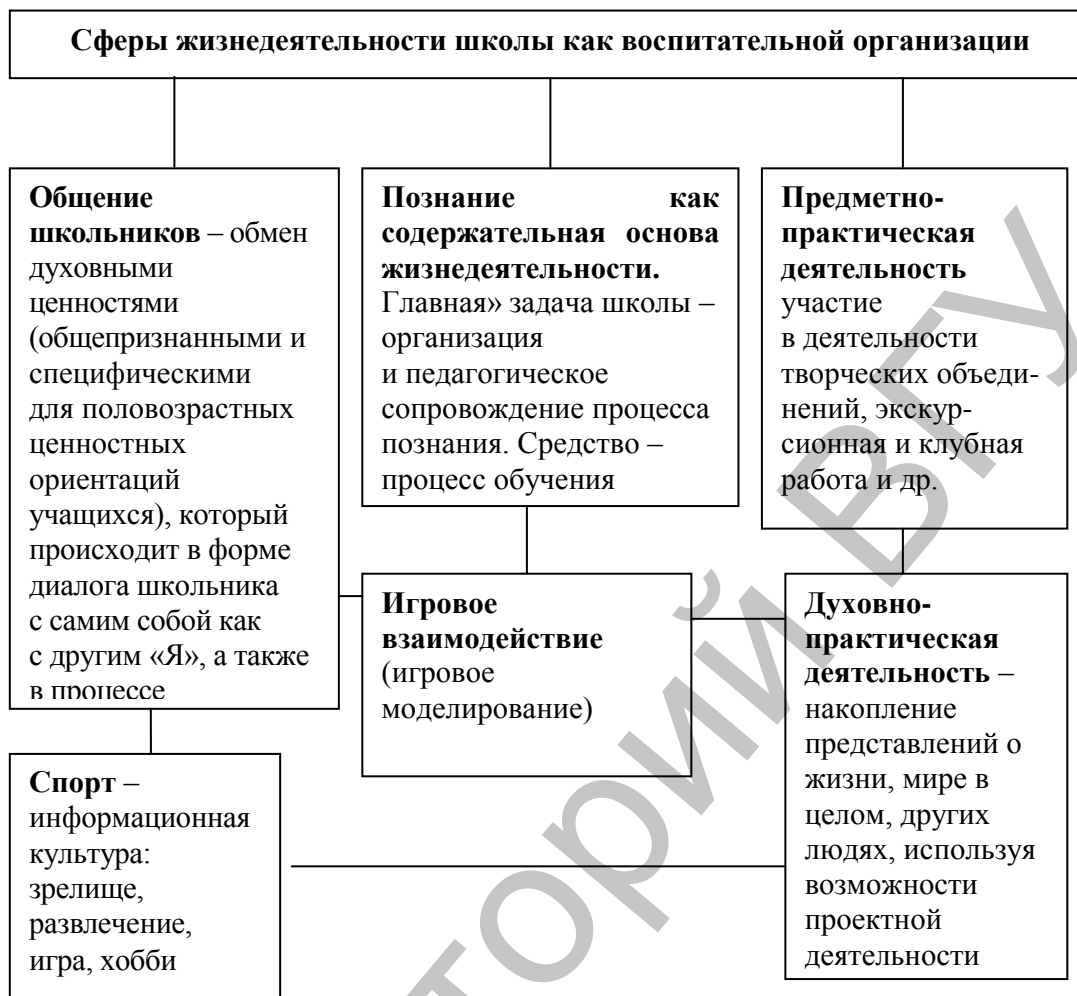 Сферы жизнедеятельности школы как воспитательной организации
Общение
школьников – обмен
духовными
ценностями
(общепризнанными и
специфическими
для половозрастных
ценностных
ориентаций
учащихся), который
происходит в форме
диалога школьника
с самим собой как
с другим «Я», а также
в процессе
Познание как
содержательная основа
жизнедеятельности.
Главная» задача школы –
организация
и педагогическое
сопровождение процесса
познания. Средство –
процесс обучения
Предметно-
практическая
деятельность
участие
в деятельности
творческих объеди-
нений, экскур-
сионная и клубная
работа и др.
Игровое
взаимодействие
(игровое
моделирование)
Духовно-
практическая
деятельность –
накопление
представлений о
жизни, мире в
целом, других
людях, используя
возможности
проектной
деятельности
Спорт –
информационная
культура:
зрелище,
развлечение,
игра, хобби
торий ВГУ